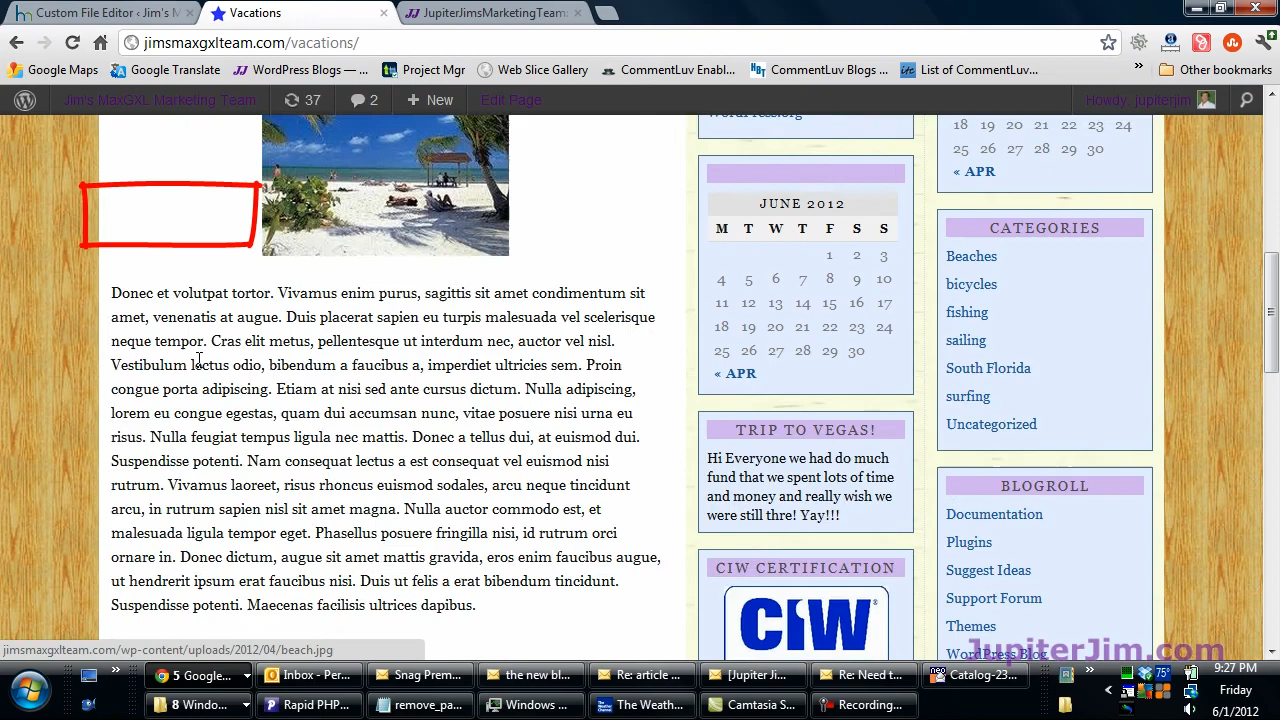 Custom File Editor ‹ Jim's M
Vacations
JupiterJimsMarketingTeam
jimsmaxgxlteam.com/vacations/
Google Maps
Google Translate
WordPress Blogs — ...
Project Mgr
Web Slice Gallery
CommentLuv Enabl...
CommentLuv Blogs ...
List of CommentLuv...
»
Other bookmarks
Jim's MaxGXL Marketing Team
37
2
+ New
Edit Page
Howdy, jupiterjim
Donec et volutpat tortor. Vivamus enim purus, sagittis sit amet condimentum sit
amet, venenatis at augue. Duis placerat sapien eu turpis malesuada vel scelerisque
neque tempor. Cras elit metus, pellentesque ut interdum nec, auctor vel nisl.
Vestibulum luctus odio, bibendum a faucibus a, imperdiet ultricies sem. Proin
congue porta adipiscing. Etiam at nisi sed ante cursus dictum. Nulla adipiscing,
lorem eu congue egestas, quam dui accumsan nunc, vitae posuere nisi urna eu
risus. Nulla feugiat tempus ligula nec mattis. Donec a tellus dui, at euismod dui.
Suspendisse potenti. Nam consequat lectus a est consequat vel euismod nisi
rutrum. Vivamus laoreet, risus rhoncus euismod sodales, arcu neque tincidunt
arcu, in rutrum sapien nisl sit amet magna. Nulla auctor commodo est, et
malesuada ligula tempor eget. Phasellus posuere fringilla nisi, id rutrum orci
ornare in. Donec dictum, augue sit amet mattis gravida, eros enim faucibus augue,
ut hendrerit ipsum erat faucibus nisi. Duis ut felis a erat bibendum tincidunt.
Suspendisse potenti. Maecenas facilisis ultrices dapibus.
WordPress.org
JUNE 2012
M T W T F S S
1 2 3
4 5 6 7 8 9 10
11 12 13 14 15 16 17
18 19 20 21 22 23 24
25 26 27 28 29 30
« APR
TRIP TO VEGAS!
Hi Everyone we had do much
fund that we spent lots of time
and money and really wish we
were still thre! Yay!!!
CIW CERTIFICATION
CIW®
18 19 20 21 22 23 24
25 26 27 28 29 30
« APR
CATEGORIES
Beaches
bicycles
fishing
sailing
South Florida
surfing
Uncategorized
BLOGROLL
Documentation
Plugins
Suggest Ideas
Support Forum
Themes
WordPress Blog
JupiterJim.com
jimsmaxgxlteam.com/wp-content/uploads/2012/04/beach.jpg
»
5 Google...
Inbox - Per...
Snag Prem...
the new bl...
Re: article ...
[Jupiter Ji...
Re: Need t...
Catalog-23...
»
75°
9:27 PM
8 Window...
Rapid PHP...
remove_pa...
Windows ...
The Weath...
Camtasia S...
Recording...
Friday
6/1/2012